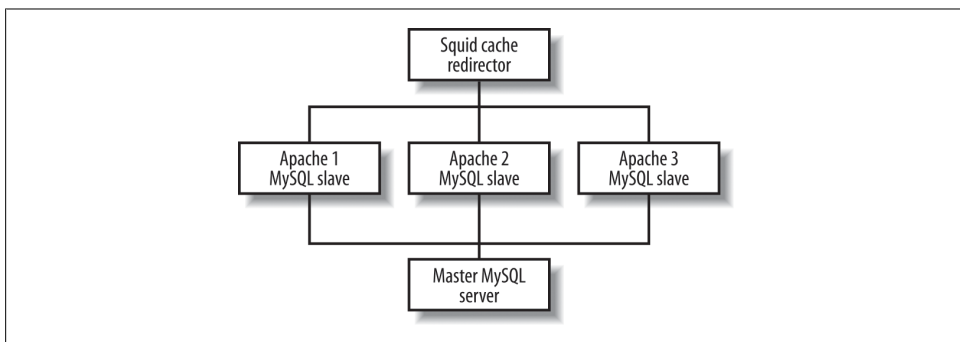 Squid cache
redirector
Apache 1
MySQL slave
Apache 2
MySQL slave
Apache 3
MySQL slave
Master MySQL
server